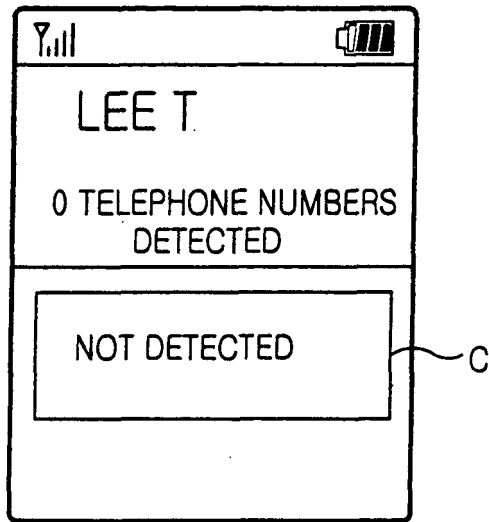 LEE T
0 TELEPHONE NUMBERS
DETECTED
NOT DETECTED
C